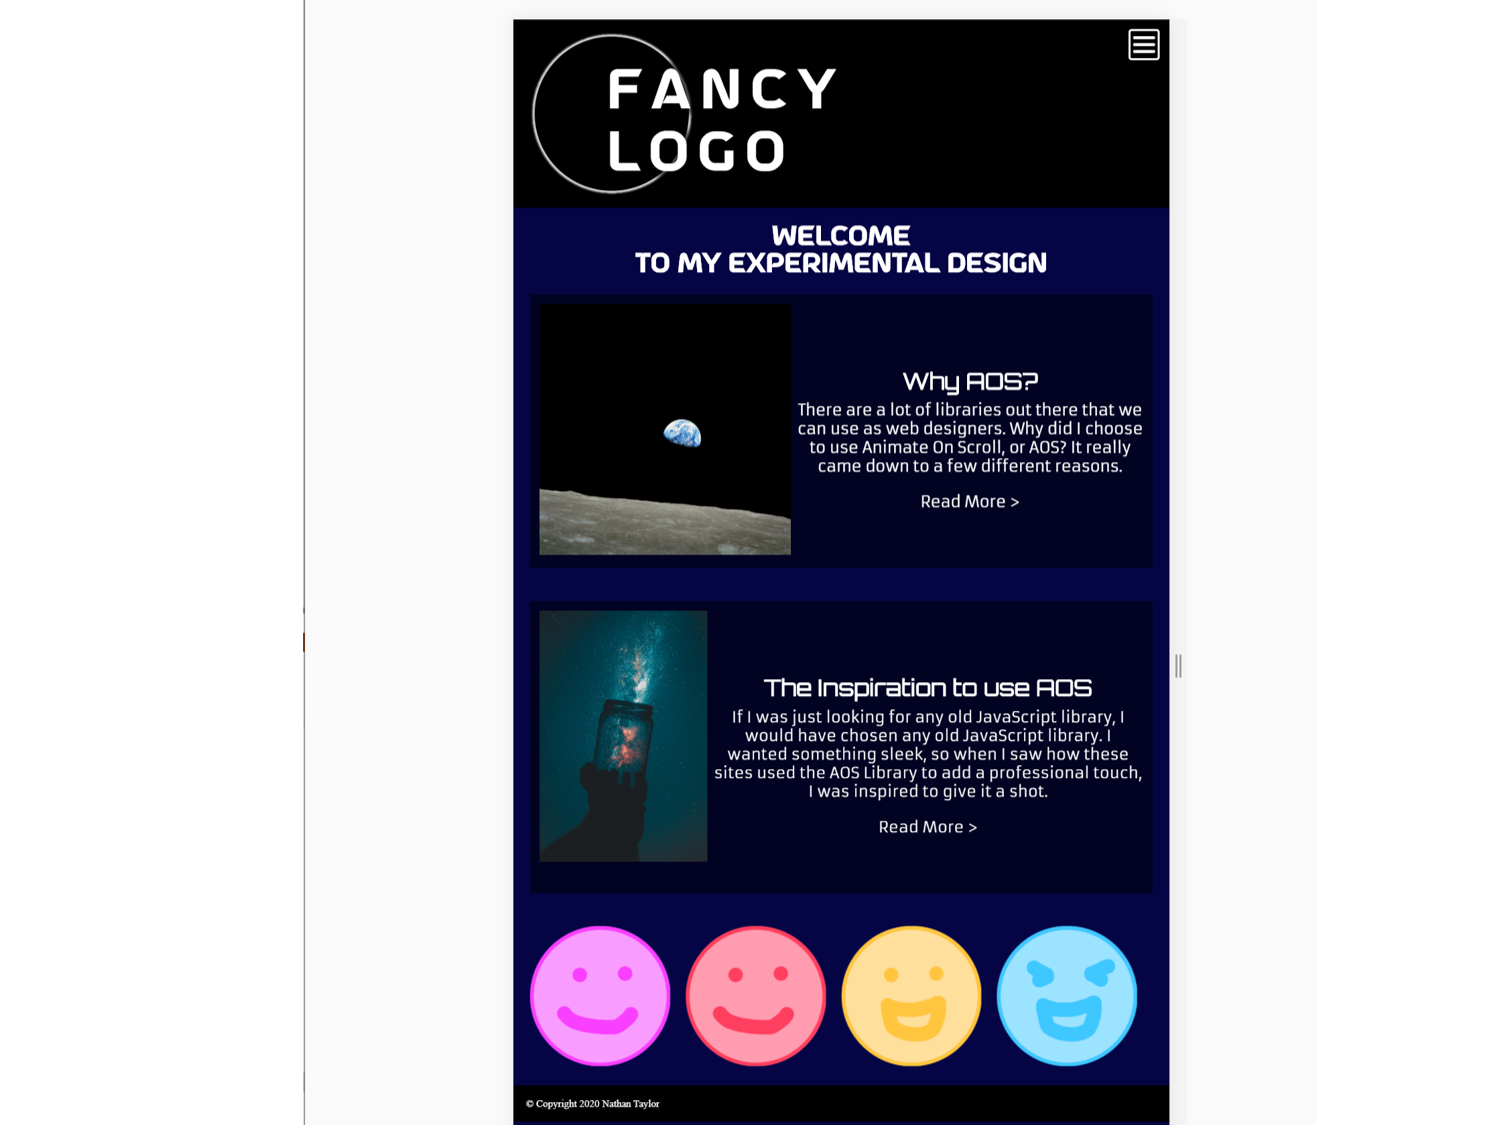 FANCY
LOGO
WELCOME
TO MY EXPERIMENTAL DESIGN
Why AOS?
There are a lot of libraries out there that we
can use as web designers. Why did I choose
to use Animate On Scroll, or AOS? It really
came down to a few different reasons.
Read More >
The Inspiration to use AOS
If I was just looking for any old JavaScript library, I
would have chosen any old JavaScript library. I
wanted something sleek, so when I saw how these
sites used the AOS Library to add a professional touch,
I was inspired to give it a shot.
Read More >
© Copyright 2020 Nathan Taylor